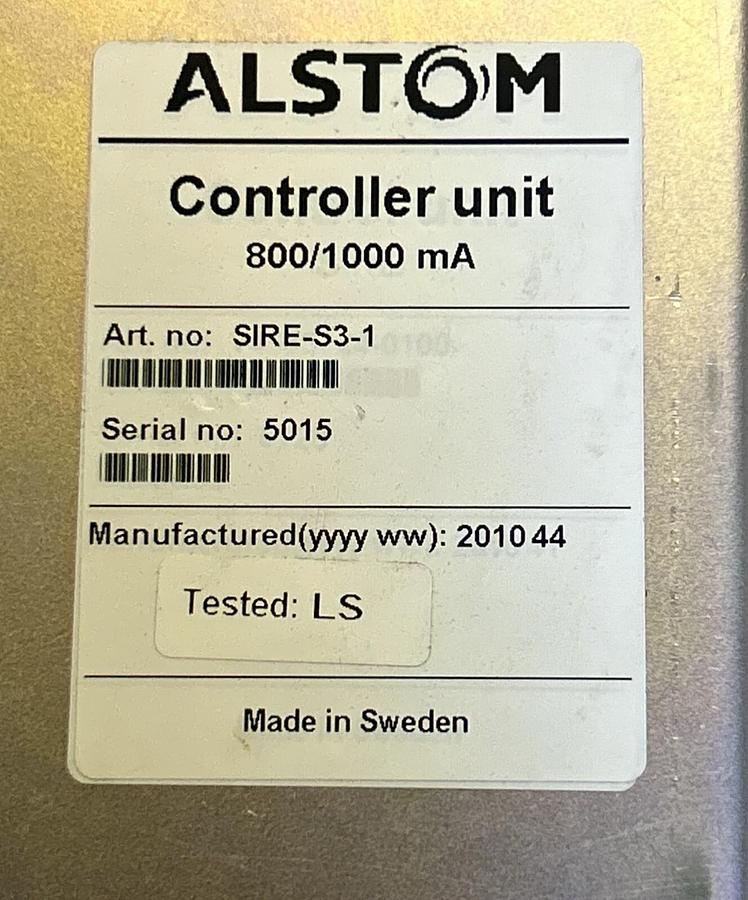 ALSTOM
Controller unit
800/1000 mA
Art. no: SIRE-S3-1
Serial no: 5015
Manufactured(yyyy ww): 2010 44
Tested: LS
Made in Sweden